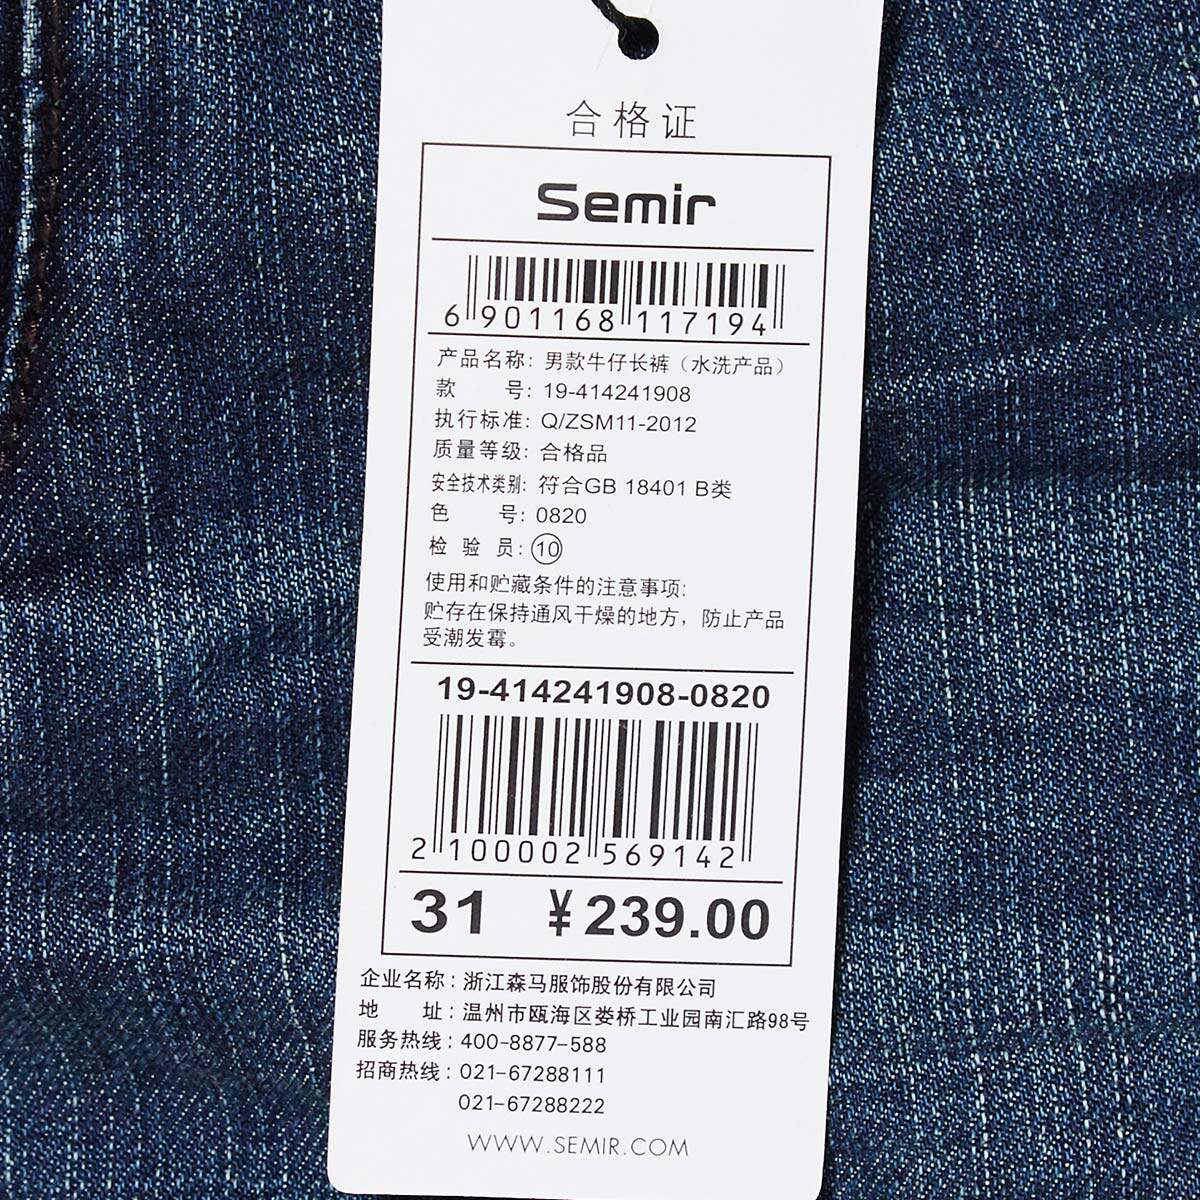 合格证
Semir
6 901168 117194
产品名称: 男款牛仔长裤（水洗产品）
款 号: 19-414241908
执行标准: Q/ZSM11-2012
质量等级: 合格品
安全技术类别: 符合GB 18401 B类
色 号: 0820
检 验 员: ⑩
使用和贮藏条件的注意事项:
贮存在保持通风干燥的地方，防止产品
受潮发霉。
19-414241908-0820
2 100002 569142
31 ¥239.00
企业名称：浙江森马服饰股份有限公司
地 址：温州市瓯海区娄桥工业园南汇路98号
服务热线：400-8877-588
招商热线：021-67288111
021-67288222
WWW.SEMIR.COM